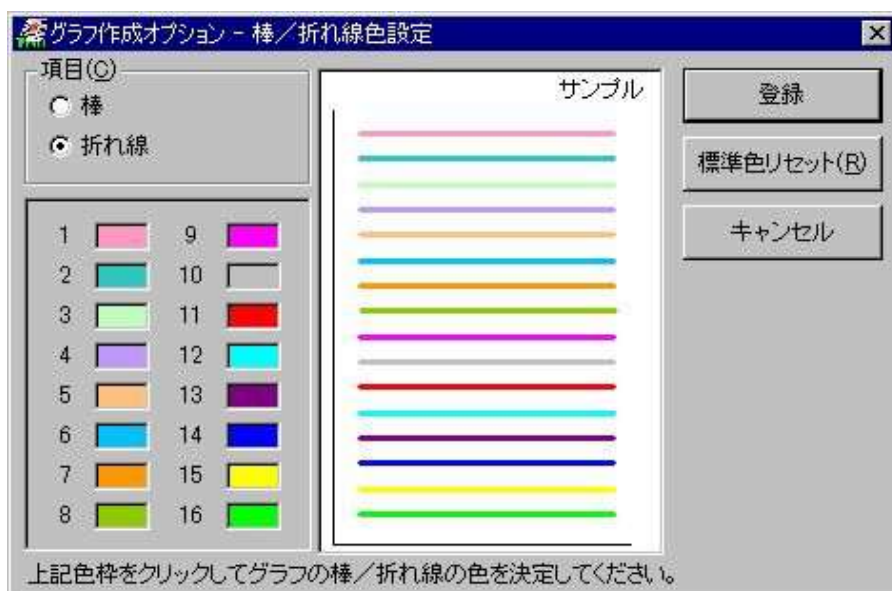 グラフ作成オプション - 棒／折れ線色設定
項目(C)
棒
折れ線
1
2
3
4
5
6
7
8
9
10
11
12
13
14
15
16
サンプル
登録
標準色リセット(R)
キャンセル
上記色枠をクリックしてグラフの棒／折れ線の色を決定してください。